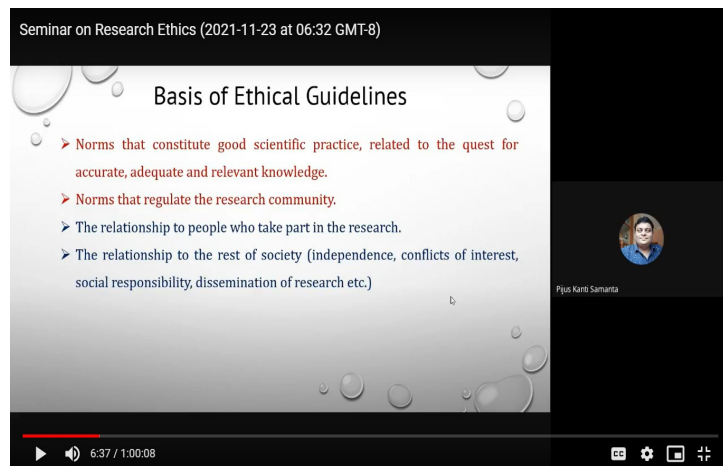 Seminar on Research Ethics (2021-11-23 at 06:32 GMT-8)
Basis of Ethical Guidelines
➢ Norms that constitute good scientific practice, related to the quest for
accurate, adequate and relevant knowledge.
➢ Norms that regulate the research community.
➢ The relationship to people who take part in the research.
➢ The relationship to the rest of society (independence, conflicts of interest,
social responsibility, dissemination of research etc.)
Pijus Kanti Samanta
6:37 / 1:00:08
CC